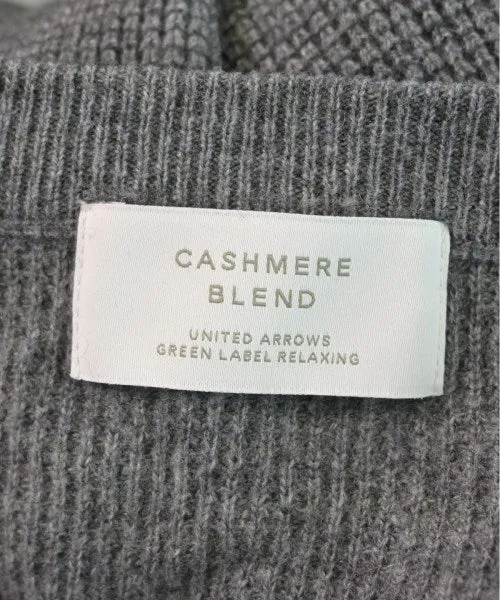 CASHMERE
BLEND
UNITED ARROWS
GREEN LABEL RELAXING